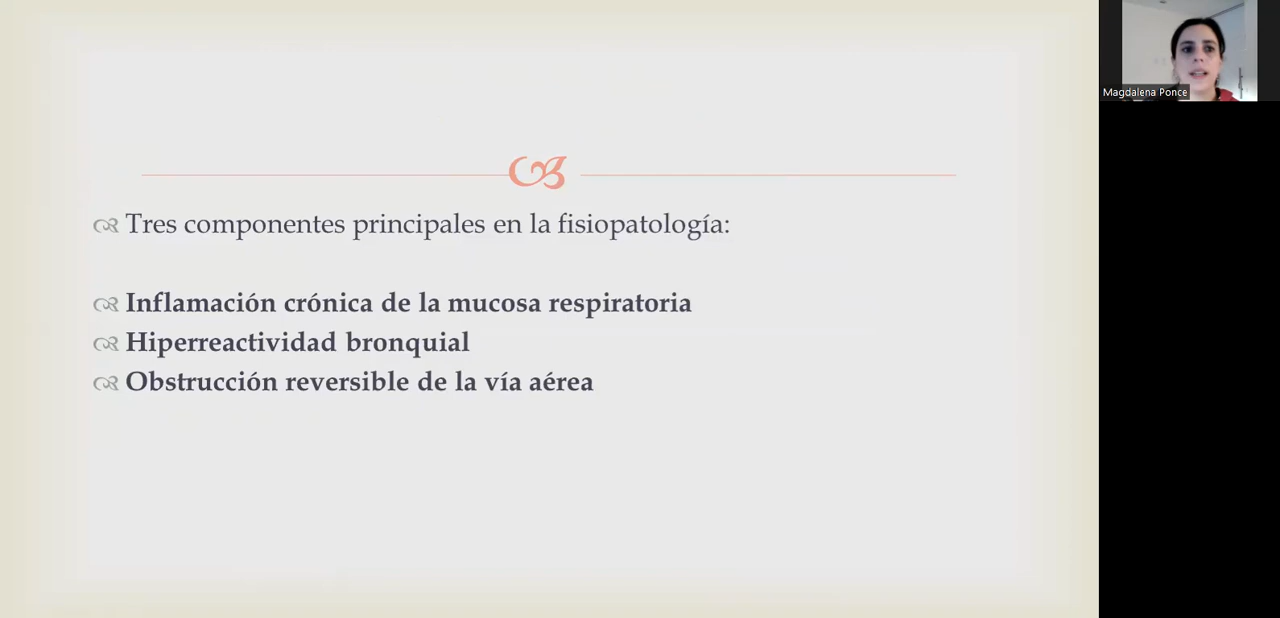 Tres componentes principales en la fisiopatología:
Inflamación crónica de la mucosa respiratoria
Hiperreactividad bronquial
Obstrucción reversible de la vía aérea
Magdalena Ponce